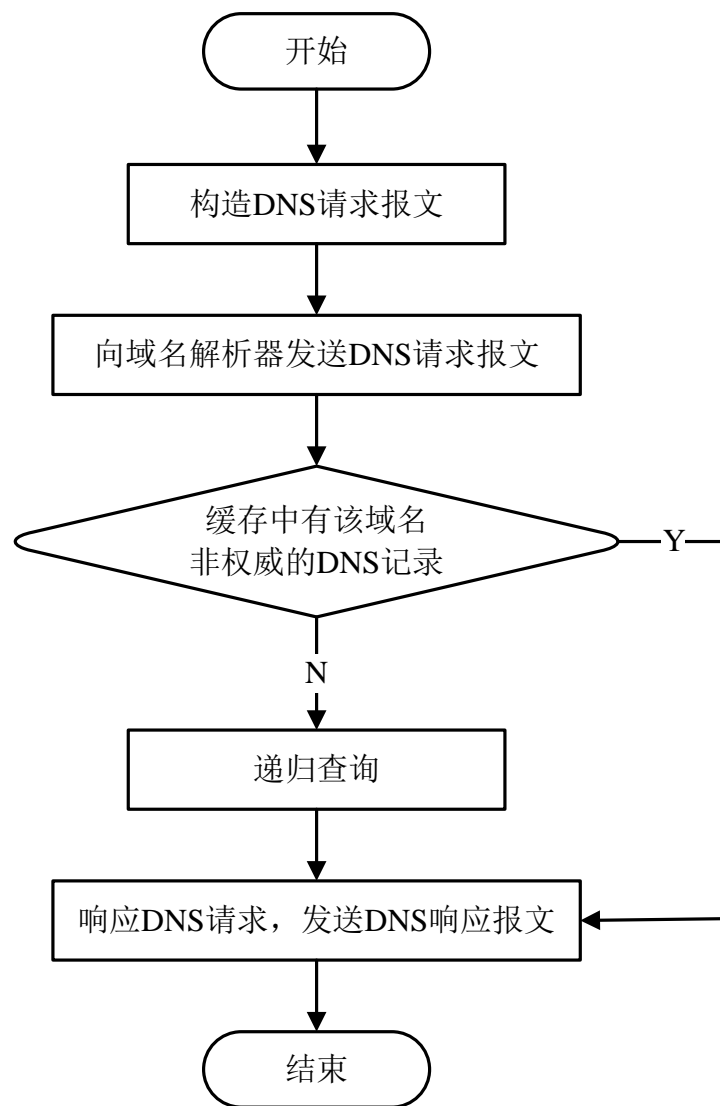 开始
构造DNS请求报文
向域名解析器发送DNS请求报文
缓存中有该域名
非权威的DNS记录
Y
N
递归查询
响应DNS请求，发送DNS响应报文
结束